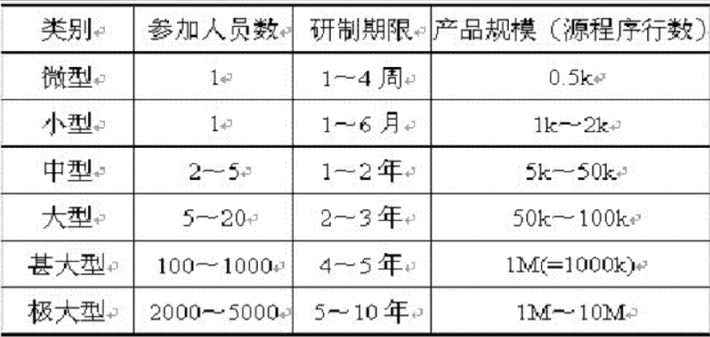 类别 参加人员数 研制期限 产品规模（源程序行数）
微型 1 1～4 周 0.5k
小型 1 1～6 月 1k～2k
中型 2～5 1～2 年 5k～50k
大型 5～20 2～3 年 50k～100k
甚大型 100～1000 4～5 年 1M(=1000k)
极大型 2000～5000 5～10 年 1M～10M